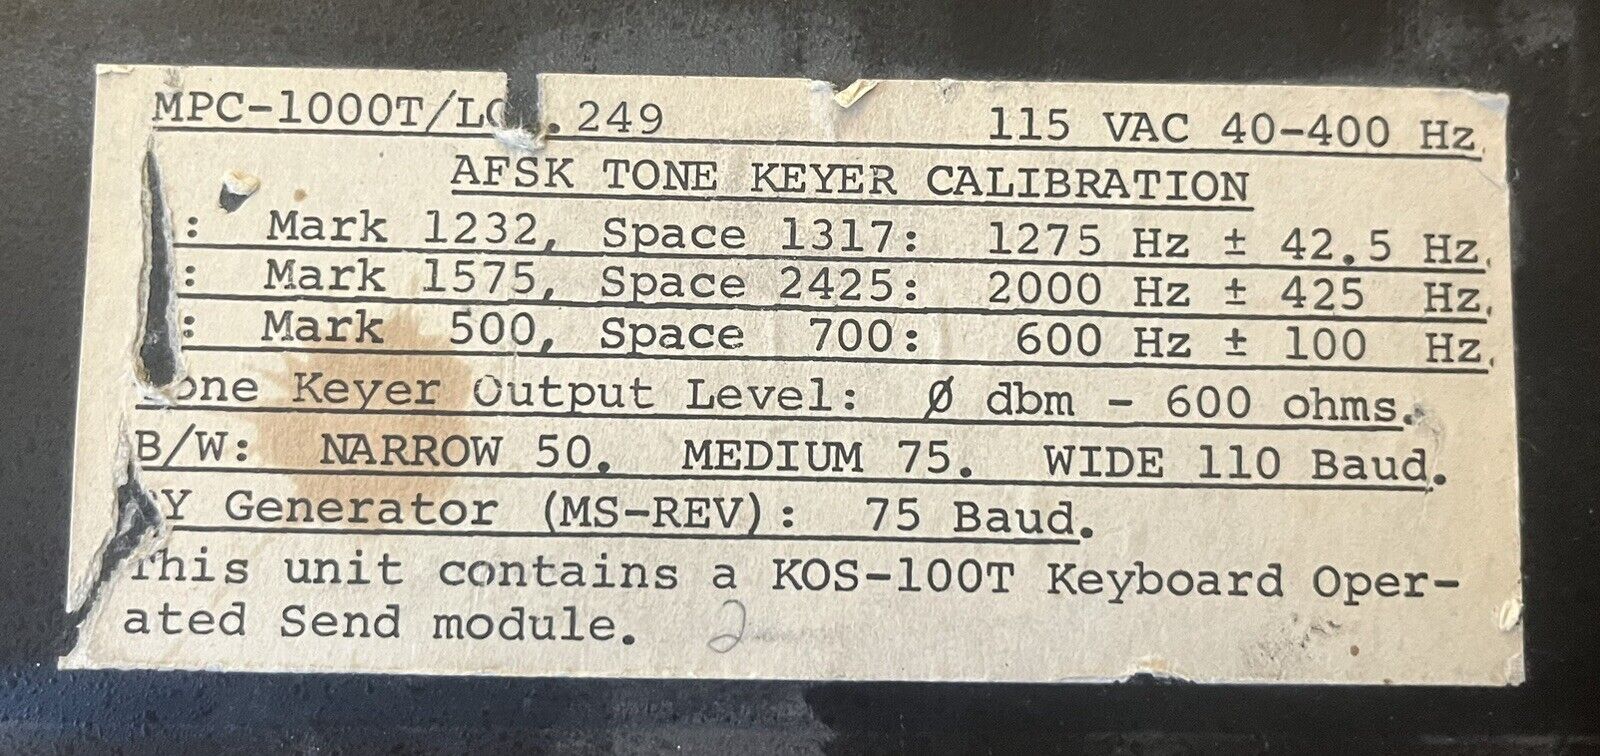 MPC-1000T/LC .249 115 VAC 40-400 Hz.
AFSK TONE KEYER CALIBRATION
: Mark 1232, Space 1317: 1275 Hz ± 42.5 Hz.
: Mark 1575, Space 2425: 2000 Hz ± 425 Hz.
: Mark 500, Space 700: 600 Hz ± 100 Hz.
Tone Keyer Output Level: Ø dbm - 600 ohms.
B/W: NARROW 50. MEDIUM 75. WIDE 110 Baud.
Y Generator (MS-REV): 75 Baud.
This unit contains a KOS-100T Keyboard Oper-
ated Send module. 2